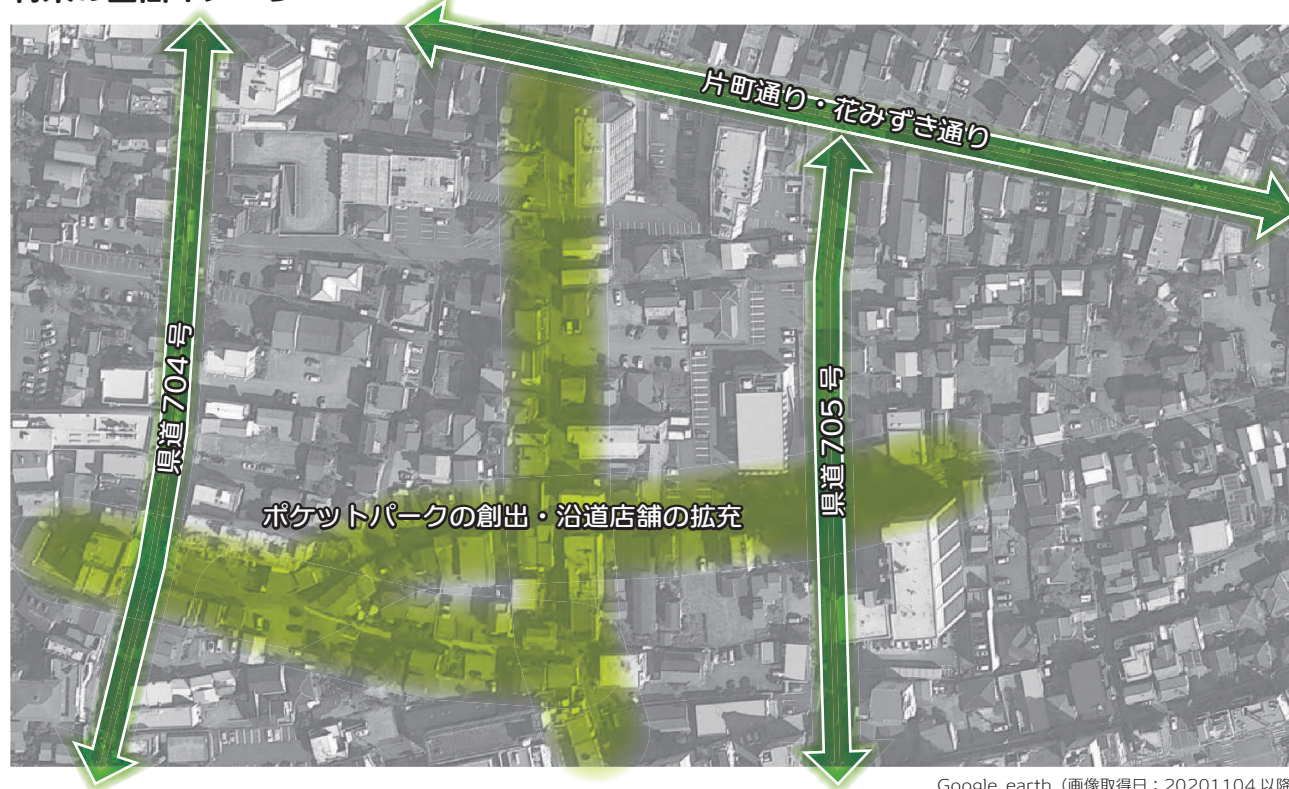 片町通り・花みずき通り
県道 704 号
県道 705 号
ポケットパークの創出・沿道店舗の拡充
Google earth（画像取得日：20201104 以降